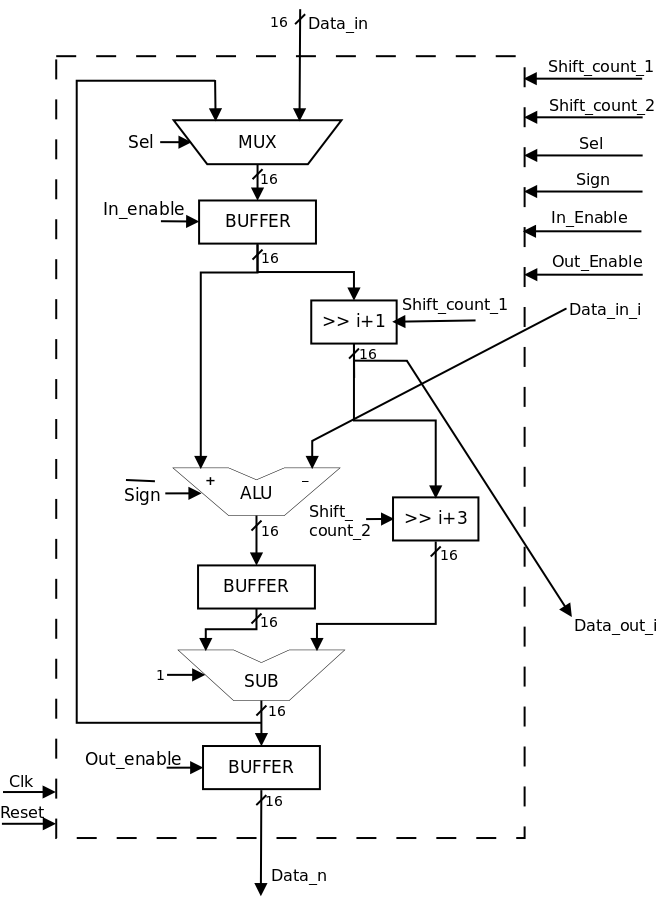 16
Data_in
Shift_count_1
Shift_count_2
Sel
MUX
Sel
Sign
16
In_enable
BUFFER
In_Enable
16
Out_Enable
>> i+1
Shift_count_1
Data_in_i
16
+
–
Sign
ALU
Shift_
count_2
>> i+3
16
16
BUFFER
16
Data_out_i
1
SUB
16
Out_enable
BUFFER
Clk
16
Reset
Data_n